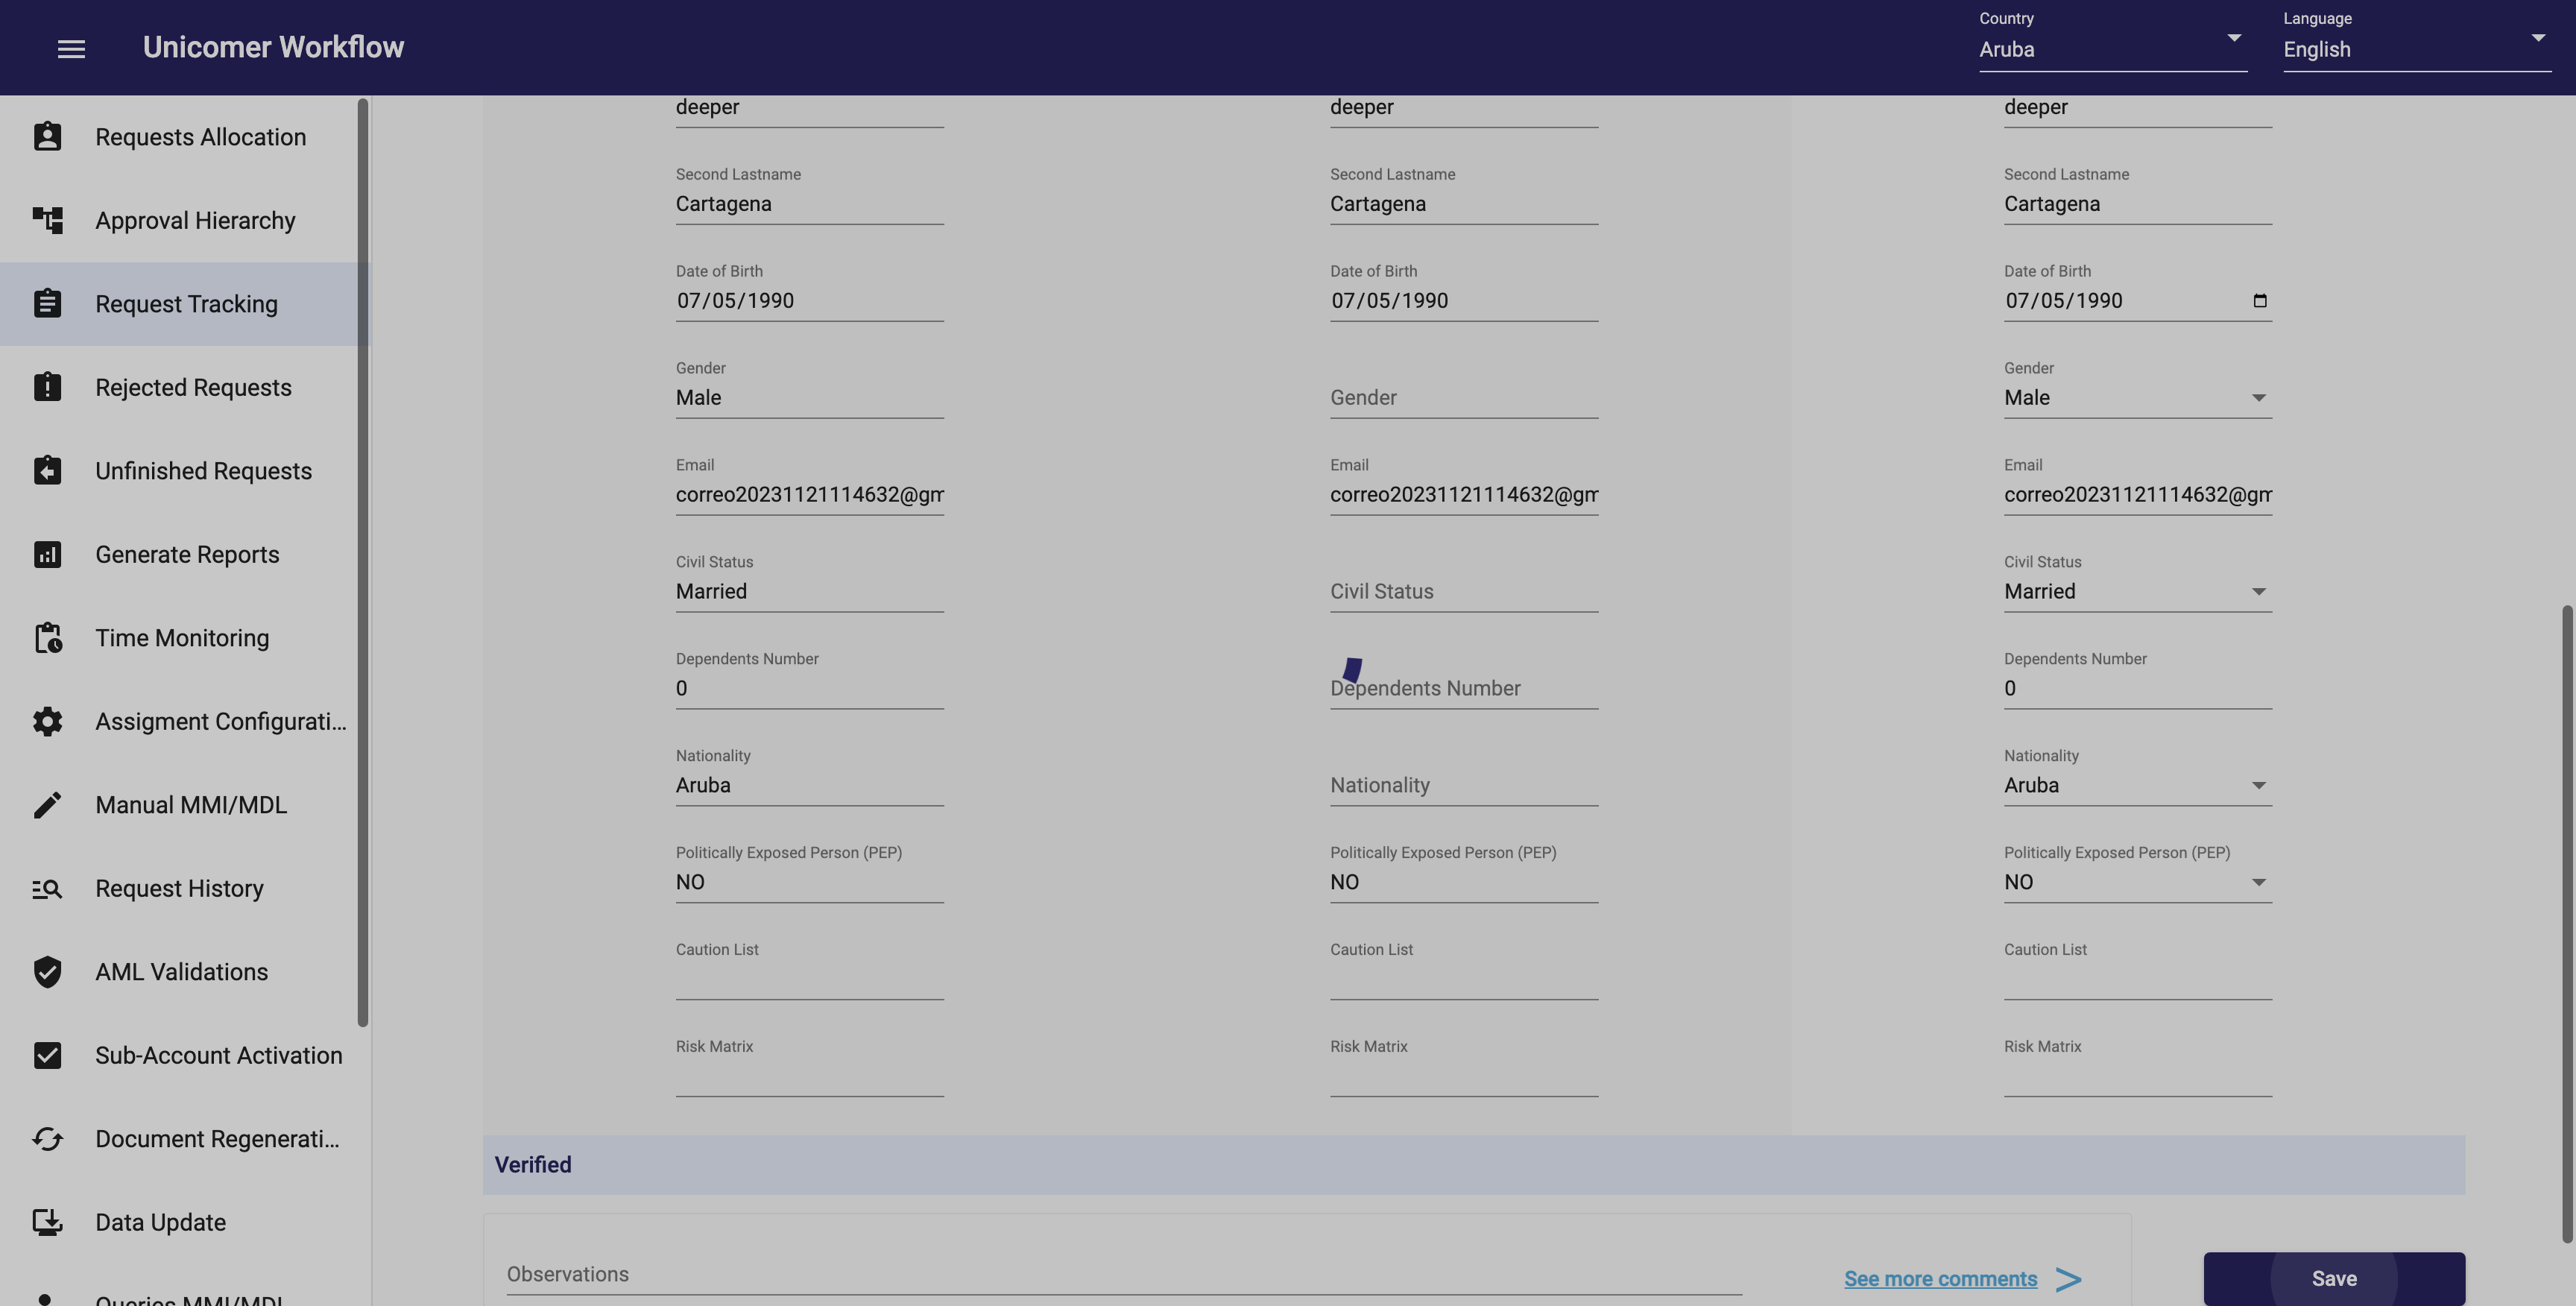 Unicomer Workflow
Country
Aruba
Language
English
Requests Allocation
Approval Hierarchy
Request Tracking
Rejected Requests
Unfinished Requests
Generate Reports
Time Monitoring
Assigment Configurati...
Manual MMI/MDL
Request History
AML Validations
Sub-Account Activation
Document Regenerati...
Data Update
Queries MMI/MDL
deeper deeper deeper
Second Lastname Second Lastname Second Lastname
Cartagena Cartagena Cartagena
Date of Birth Date of Birth Date of Birth
07/05/1990 07/05/1990 07/05/1990
Gender Gender
Male Gender Male
Email Email Email
correo20231121114632@gm correo20231121114632@gm correo20231121114632@gm
Civil Status Civil Status
Married Civil Status Married
Dependents Number Dependents Number
0 Dependents Number 0
Nationality Nationality
Aruba Nationality Aruba
Politically Exposed Person (PEP) Politically Exposed Person (PEP) Politically Exposed Person (PEP)
NO NO NO
Caution List Caution List Caution List
Risk Matrix Risk Matrix Risk Matrix
Verified
Observations
See more comments >
Save